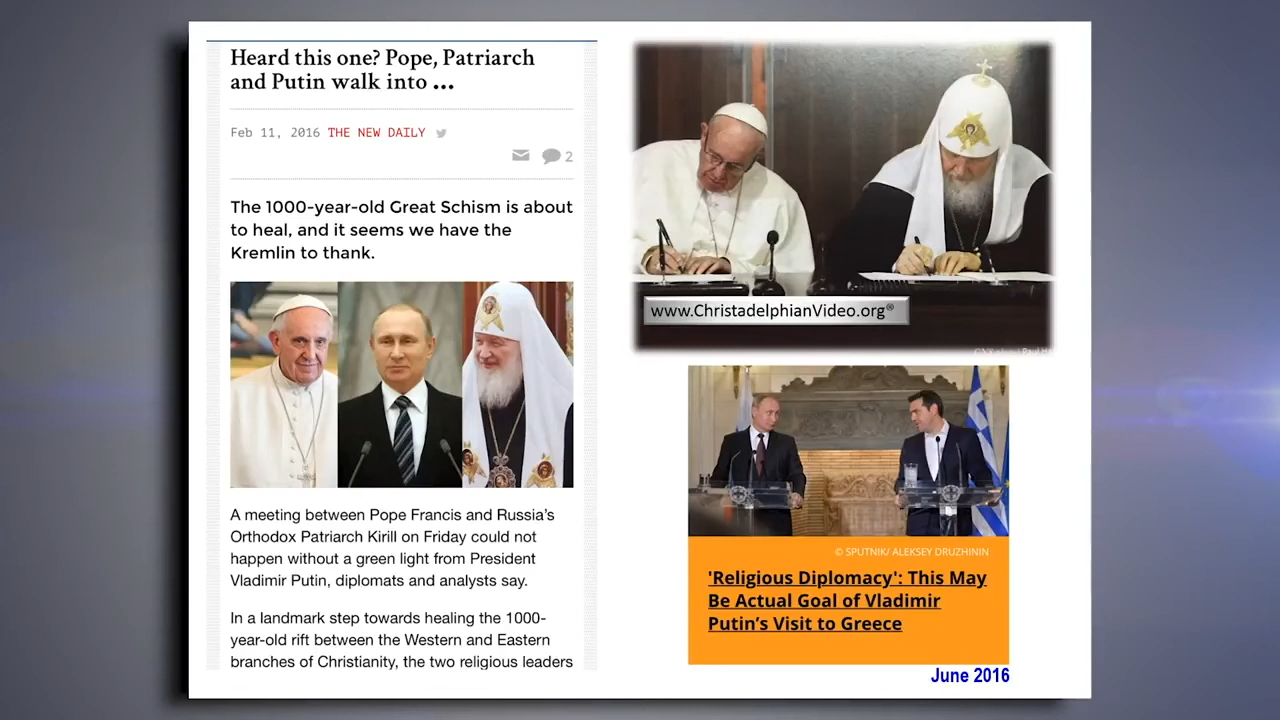 Heard this one? Pope, Patriarch
and Putin walk into ...
Feb 11, 2016 THE NEW DAILY
2
The 1000-year-old Great Schism is about
to heal, and it seems we have the
Kremlin to thank.
A meeting between Pope Francis and Russia's
Orthodox Patriarch Kirill on Friday could not
happen without a green light from President
Vladimir Putin, diplomats and analysts say.
In a landmark step towards healing the 1000-
year-old rift between the Western and Eastern
branches of Christianity, the two religious leaders
www.ChristadelphianVideo.org®
© SPUTNIK/ ALEKSEY DRUZHININ
'Religious Diplomacy': This May
Be Actual Goal of Vladimir
Putin's Visit to Greece
June 2016